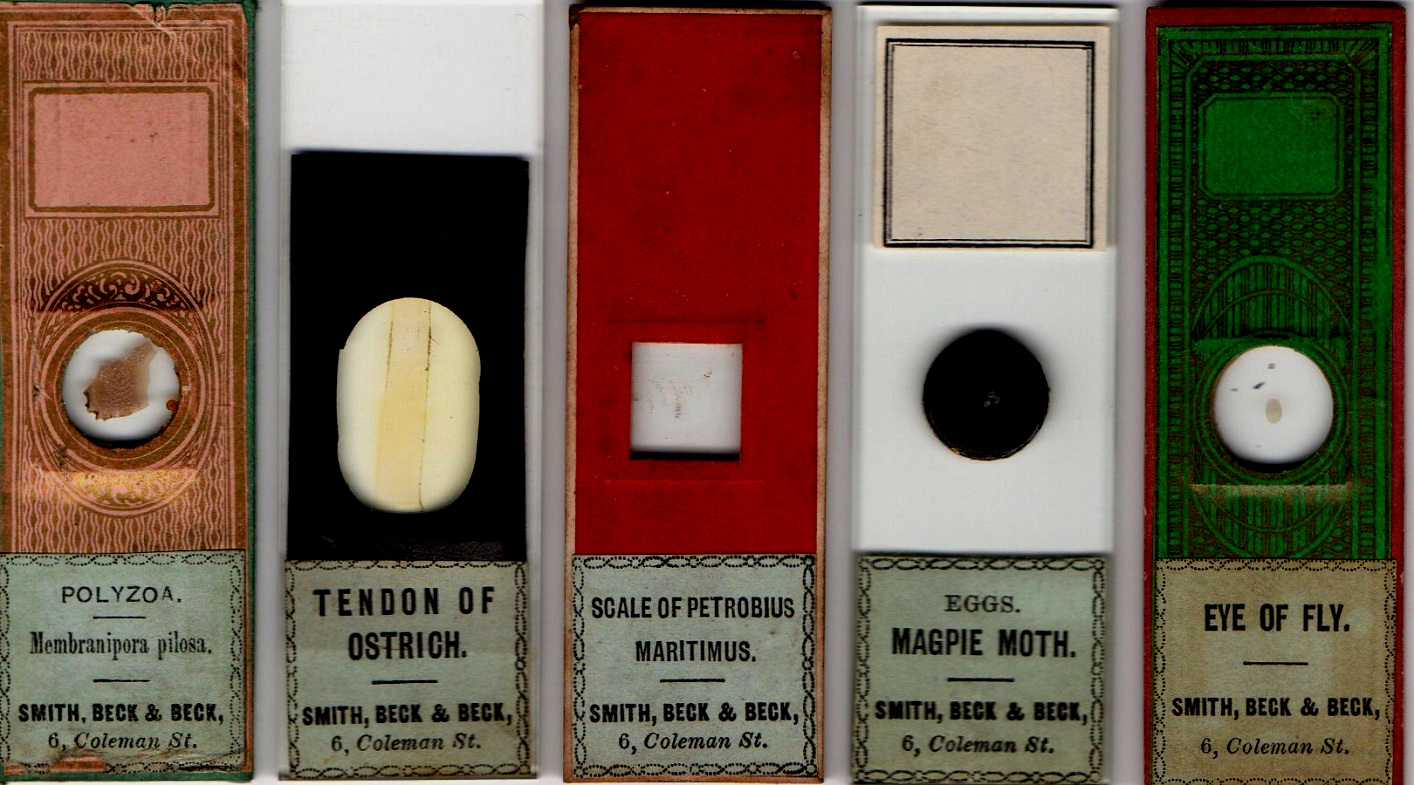 POLYZOA.
Membranipora pilosa.
SMITH, BECK & BECK,
6, Coleman St.
TENDON OF
OSTRICH.
SMITH, BECK & BECK,
6, Coleman St.
SCALE OF PETROBIUS
MARITIMUS.
SMITH, BECK & BECK,
6, Coleman St.
EGGS.
MAGPIE MOTH.
SMITH, BECK & BECK,
6, Coleman St.
EYE OF FLY.
SMITH, BECK & BECK,
6, Coleman St.